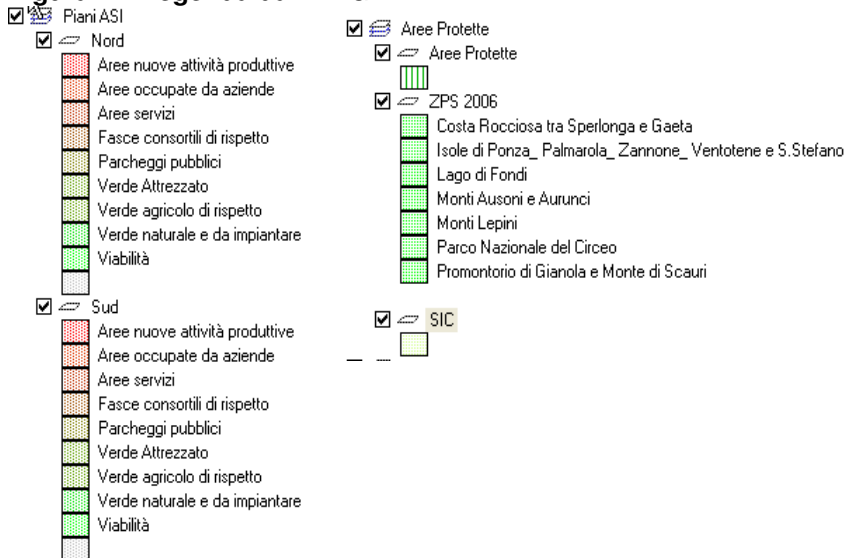 Piani ASI
Nord
Aree nuove attività produttive
Aree occupate da aziende
Aree servizi
Fasce consortili di rispetto
Parcheggi pubblici
Verde Attrezzato
Verde agricolo di rispetto
Verde naturale e da impiantare
Viabilità
Sud
Aree nuove attività produttive
Aree occupate da aziende
Aree servizi
Fasce consortili di rispetto
Parcheggi pubblici
Verde Attrezzato
Verde agricolo di rispetto
Verde naturale e da impiantare
Viabilità
Aree Protette
Aree Protette
ZPS 2006
Costa Rocciosa tra Sperlonga e Gaeta
Isole di Ponza_ Palmarola_ Zannone_ Ventotene e S.Stefano
Lago di Fondi
Monti Ausoni e Aurunci
Monti Lepini
Parco Nazionale del Circeo
Promontorio di Gianola e Monte di Scauri
SIC